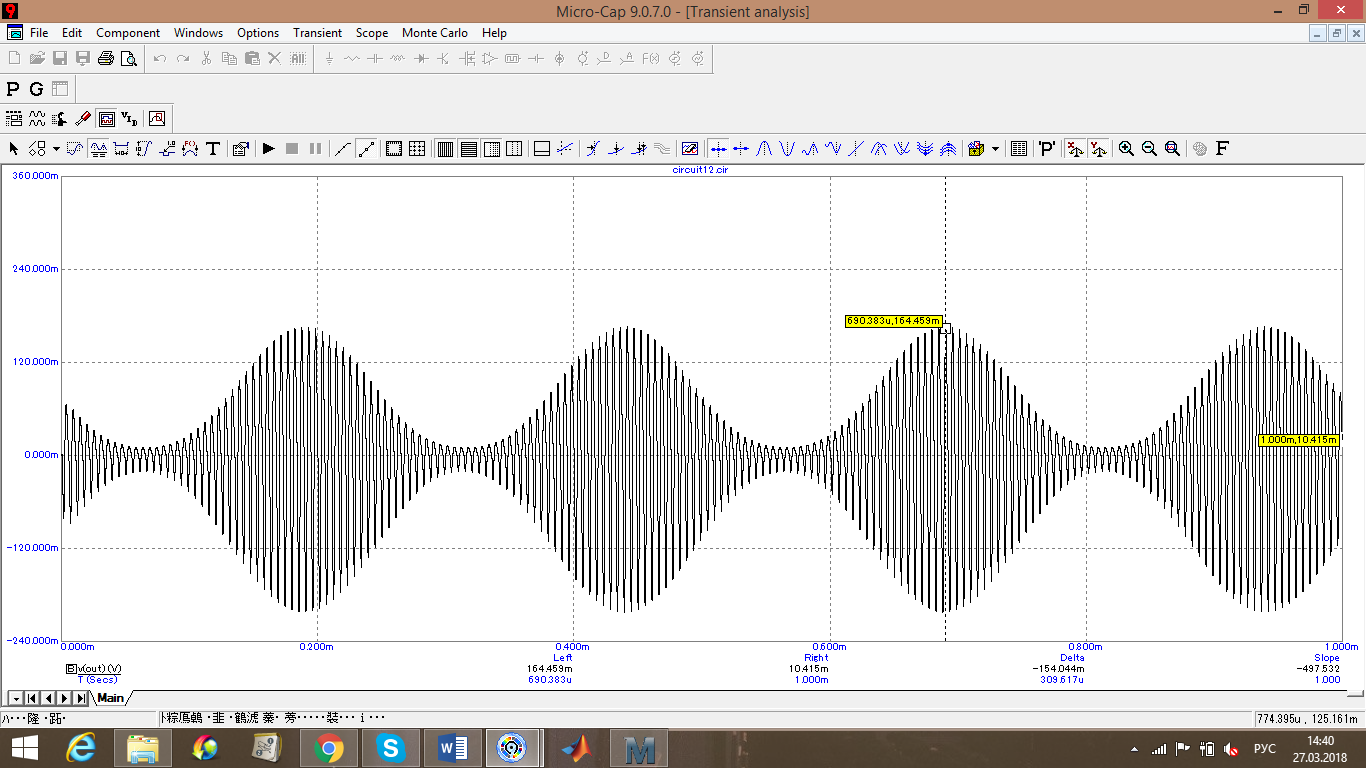 Micro-Cap 9.0.7.0 - [Transient analysis]
File Edit Component Windows Options Transient Scope Monte Carlo Help
P G
circuit12.cir
360.000m
240.000m
120.000m
0.000m
-120.000m
-240.000m
690.383u,164.459m
1.000m,10.415m
0.000m 0.200m 0.400m 0.600m 0.800m 1.000m
Left Right Delta Slope
v(out) (V) 164.459m 10.415m -154.044m -497.532
T (Secs) 690.383u 1.000m 309.617u 1.000
Main
774.395u , 125.161m
РУС
14:40
27.03.2018